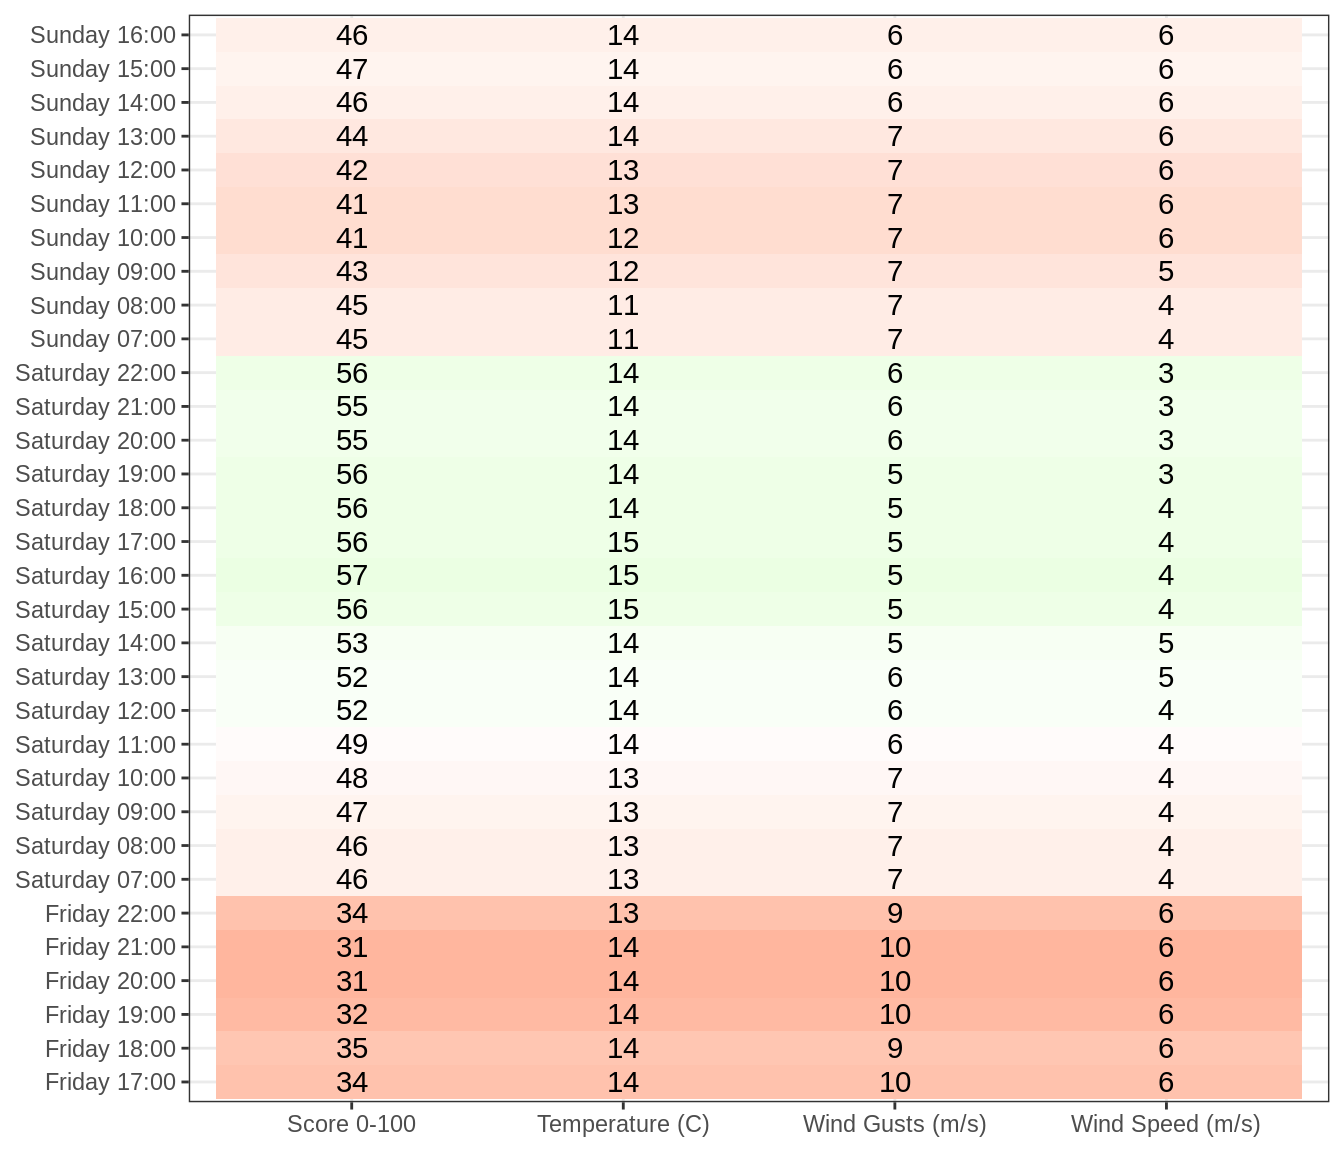 Sunday 16:00 46 14 6 6
Sunday 15:00 47 14 6 6
Sunday 14:00 46 14 6 6
Sunday 13:00 44 14 7 6
Sunday 12:00 42 13 7 6
Sunday 11:00 41 13 7 6
Sunday 10:00 41 12 7 6
Sunday 09:00 43 12 7 5
Sunday 08:00 45 11 7 4
Sunday 07:00 45 11 7 4
Saturday 22:00 56 14 6 3
Saturday 21:00 55 14 6 3
Saturday 20:00 55 14 6 3
Saturday 19:00 56 14 5 3
Saturday 18:00 56 14 5 4
Saturday 17:00 56 15 5 4
Saturday 16:00 57 15 5 4
Saturday 15:00 56 15 5 4
Saturday 14:00 53 14 5 5
Saturday 13:00 52 14 6 5
Saturday 12:00 52 14 6 4
Saturday 11:00 49 14 6 4
Saturday 10:00 48 13 7 4
Saturday 09:00 47 13 7 4
Saturday 08:00 46 13 7 4
Saturday 07:00 46 13 7 4
Friday 22:00 34 13 9 6
Friday 21:00 31 14 10 6
Friday 20:00 31 14 10 6
Friday 19:00 32 14 10 6
Friday 18:00 35 14 9 6
Friday 17:00 34 14 10 6
Score 0-100 Temperature (C) Wind Gusts (m/s) Wind Speed (m/s)